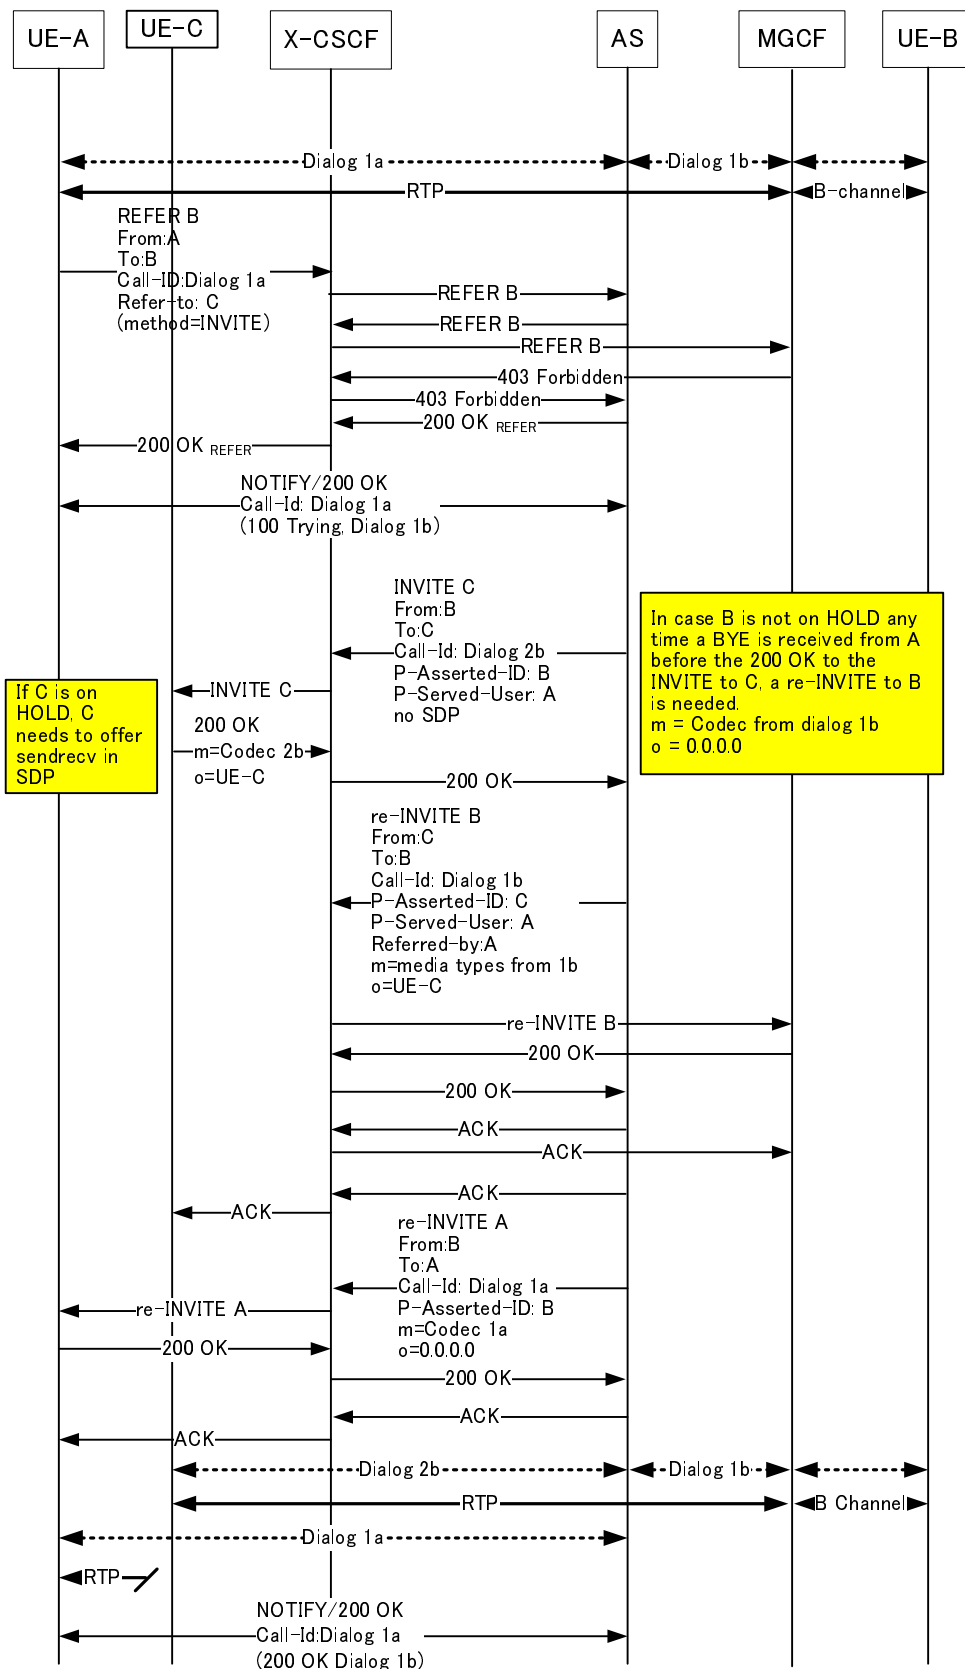 UE-A
UE-C
X-CSCF
AS
MGCF
UE-B
Dialog 1a
Dialog 1b
RTP
B-channel
REFER B
From:A
To:B
Call-ID:Dialog 1a
Refer-to: C
(method=INVITE)
REFER B
REFER B
REFER B
403 Forbidden
403 Forbidden
200 OK REFER
200 OK REFER
NOTIFY/200 OK
Call-Id: Dialog 1a
(100 Trying, Dialog 1b)
INVITE C
From:B
To:C
Call-Id: Dialog 2b
P-Asserted-ID: B
P-Served-User: A
no SDP
In case B is not on HOLD any
time a BYE is received from A
before the 200 OK to the
INVITE to C, a re-INVITE to B
is needed.
m = Codec from dialog 1b
o = 0.0.0.0
INVITE C
If C is on
HOLD, C
needs to offer
sendrecv in
SDP
200 OK
m=Codec 2b
o=UE-C
200 OK
re-INVITE B
From:C
To:B
Call-Id: Dialog 1b
P-Asserted-ID: C
P-Served-User: A
Referred-by:A
m=media types from 1b
o=UE-C
re-INVITE B
200 OK
200 OK
ACK
ACK
ACK
ACK
re-INVITE A
From:B
To:A
Call-Id: Dialog 1a
P-Asserted-ID: B
m=Codec 1a
o=0.0.0.0
re-INVITE A
200 OK
200 OK
ACK
ACK
Dialog 2b
Dialog 1b
RTP
B Channel
Dialog 1a
RTP
NOTIFY/200 OK
Call-Id:Dialog 1a
(200 OK Dialog 1b)